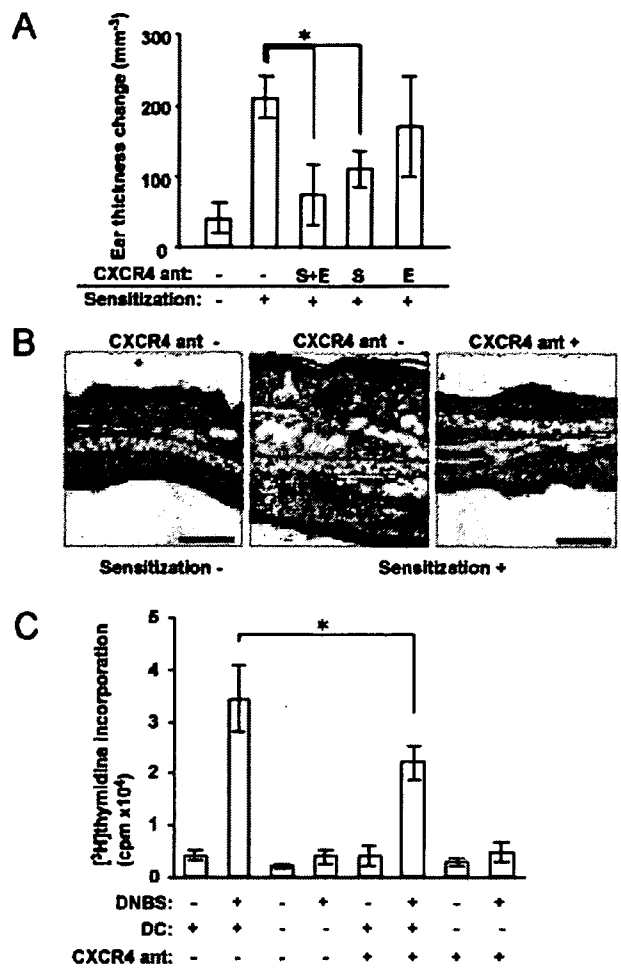 A
*
300
200
100
0
Ear thickness change (mm⁻³)
CXCR4 ant: - - S+E S E
Sensitization: - + + + +
B
CXCR4 ant - CXCR4 ant - CXCR4 ant +
+
Sensitization - Sensitization +
C
*
5
4
3
2
1
0
[³H]thymidine incorporation
(cpm x10⁴)
DNBS: - + - + - + - +
DC: + + - - + + - -
CXCR4 ant: - - - - + + + +